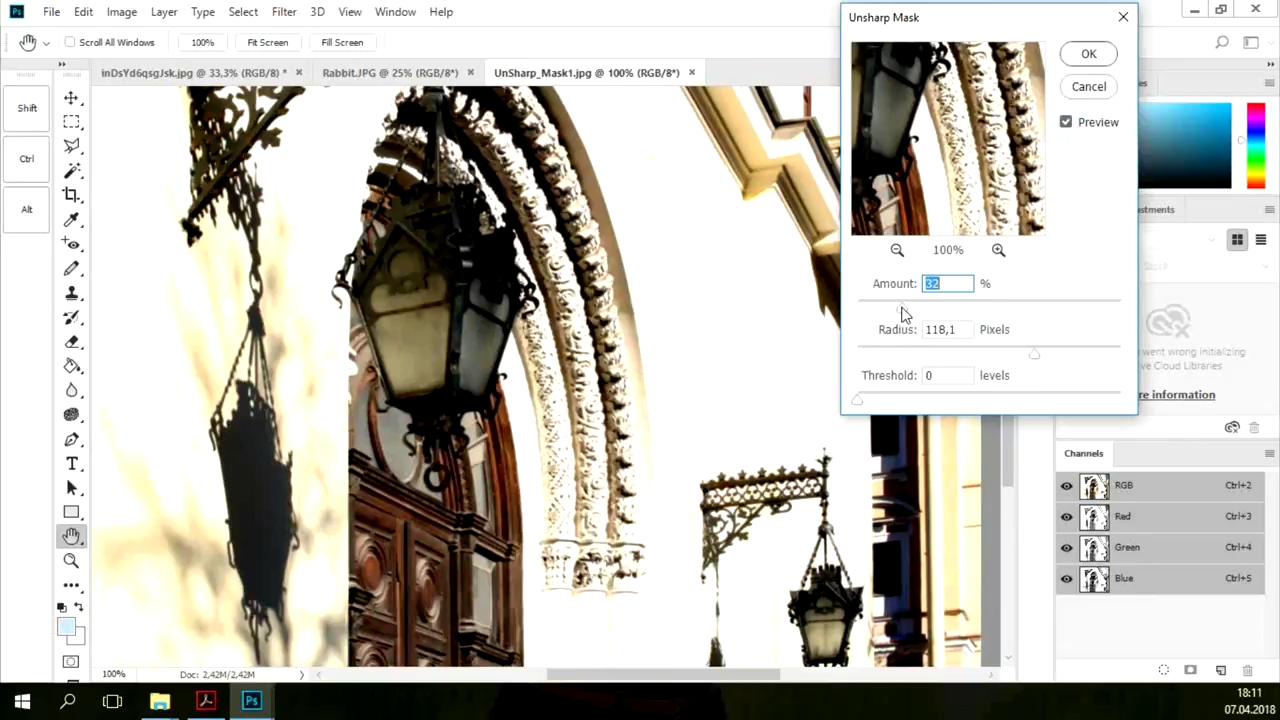 Ps File Edit Image Layer Type Select Filter 3D View Window Help
Scroll All Windows 100% Fit Screen Fill Screen
inDsYd6qsgJsk.jpg @ 33,3% (RGB/8) * Rabbit.JPG @ 25% (RGB/8*) UnSharp_Mask1.jpg @ 100% (RGB/8*)
Shift
Ctrl
Alt
T
Unsharp Mask
OK
Cancel
Preview
100%
Amount: 32 %
Radius: 118,1 Pixels
Threshold: 0 levels
went wrong initializing
Cloud Libraries
information
Channels
RGB Ctrl+2
Red Ctrl+3
Green Ctrl+4
Blue Ctrl+5
100% Doc: 2,42M/2,42M
Ps
18:11
07.04.2018